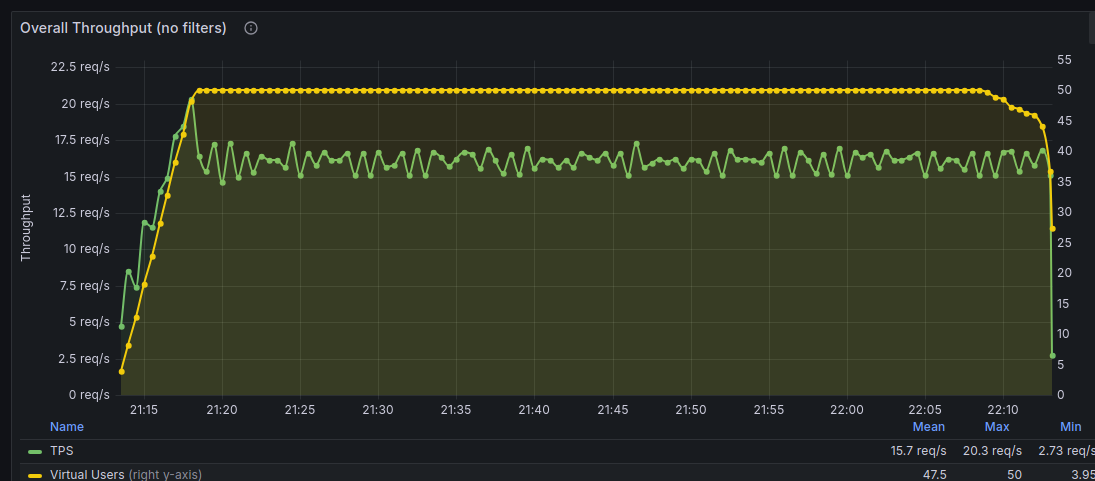 Overall Throughput (no filters)
22.5 req/s
20 req/s
17.5 req/s
15 req/s
12.5 req/s
10 req/s
7.5 req/s
5 req/s
2.5 req/s
0 req/s
Throughput
55
50
45
40
35
30
25
20
15
10
5
0
21:15 21:20 21:25 21:30 21:35 21:40 21:45 21:50 21:55 22:00 22:05 22:10
Name Mean Max Min
TPS 15.7 req/s 20.3 req/s 2.73 req/s
Virtual Users (right y-axis) 47.5 50 3.95